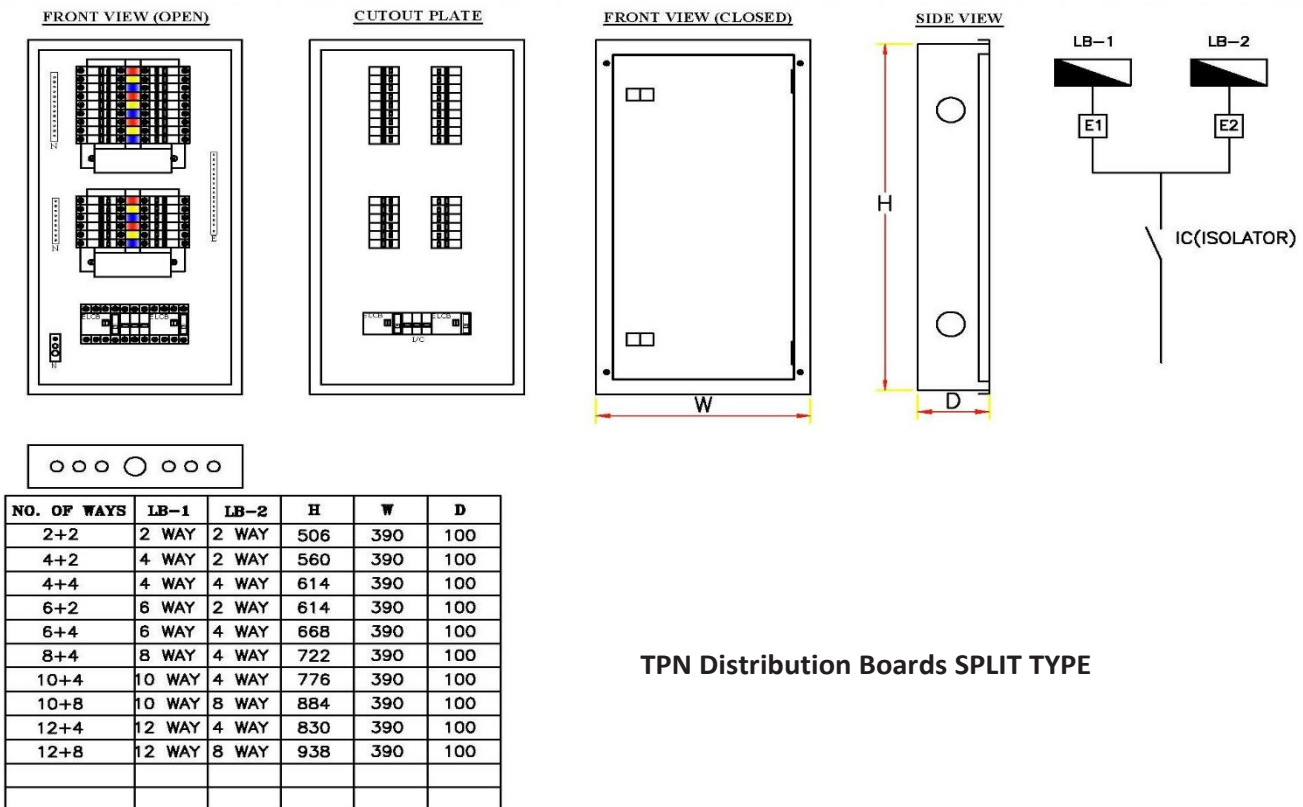 FRONT VIEW (OPEN)
CUTOUT PLATE
FRONT VIEW (CLOSED)
SIDE VIEW
LB-1 LB-2
E1 E2
IC(ISOLATOR)
N
N
E
ELCB ELCB
N
ELCB ELCB
I/C
H
W
D
NO. OF WAYS LB-1 LB-2 H W D
2+2 2 WAY 2 WAY 506 390 100
4+2 4 WAY 2 WAY 560 390 100
4+4 4 WAY 4 WAY 614 390 100
6+2 6 WAY 2 WAY 614 390 100
6+4 6 WAY 4 WAY 668 390 100
8+4 8 WAY 4 WAY 722 390 100
10+4 10 WAY 4 WAY 776 390 100
10+8 10 WAY 8 WAY 884 390 100
12+4 12 WAY 4 WAY 830 390 100
12+8 12 WAY 8 WAY 938 390 100
TPN Distribution Boards SPLIT TYPE